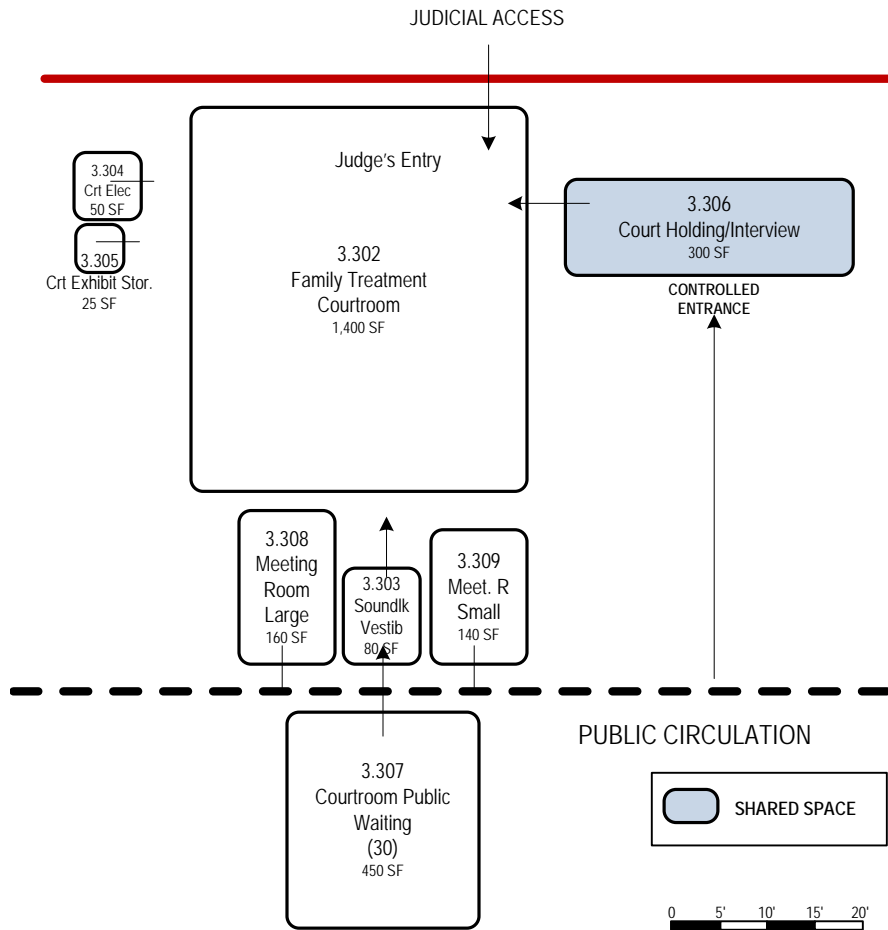 JUDICIAL ACCESS
Judge's Entry
3.304
Crt Elec
50 SF
3.305
Crt Exhibit Stor.
25 SF
3.302
Family Treatment
Courtroom
1,400 SF
3.306
Court Holding/Interview
300 SF
CONTROLLED
ENTRANCE
3.308
Meeting
Room
Large
160 SF
3.303
Soundlk
Vestib
80 SF
3.309
Meet. R
Small
140 SF
3.307
Courtroom Public
Waiting
(30)
450 SF
PUBLIC CIRCULATION
SHARED SPACE
0 5' 10' 15' 20'